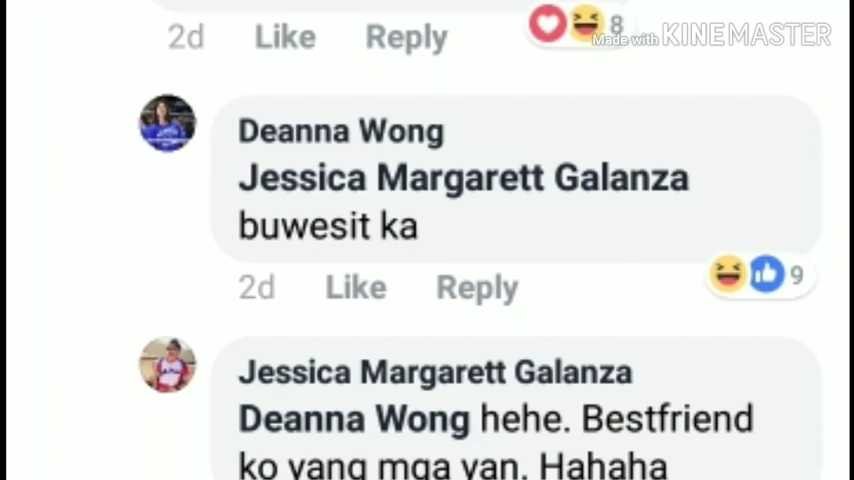 2d Like Reply 8
Made with KINEMASTER
Deanna Wong
Jessica Margarett Galanza
buwesit ka
2d Like Reply 9
Jessica Margarett Galanza
Deanna Wong hehe. Bestfriend
ko yang mga yan. Hahaha